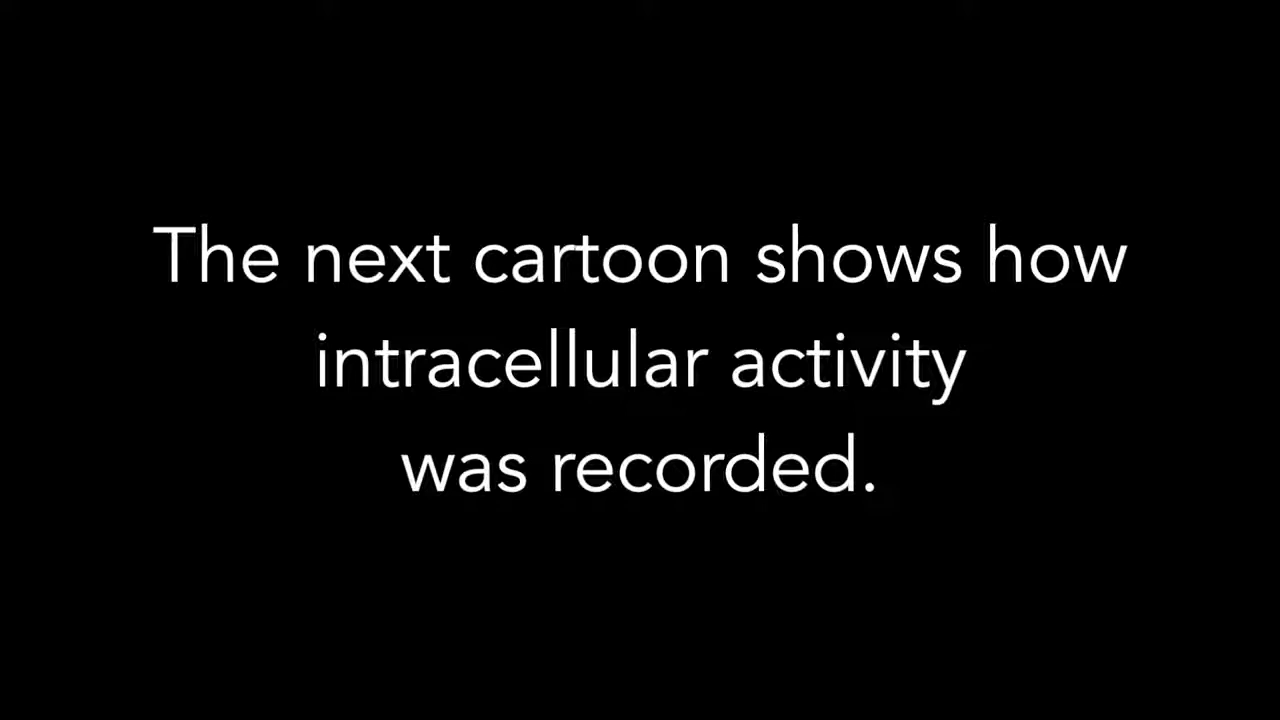 The next cartoon shows how
intracellular activity
was recorded.